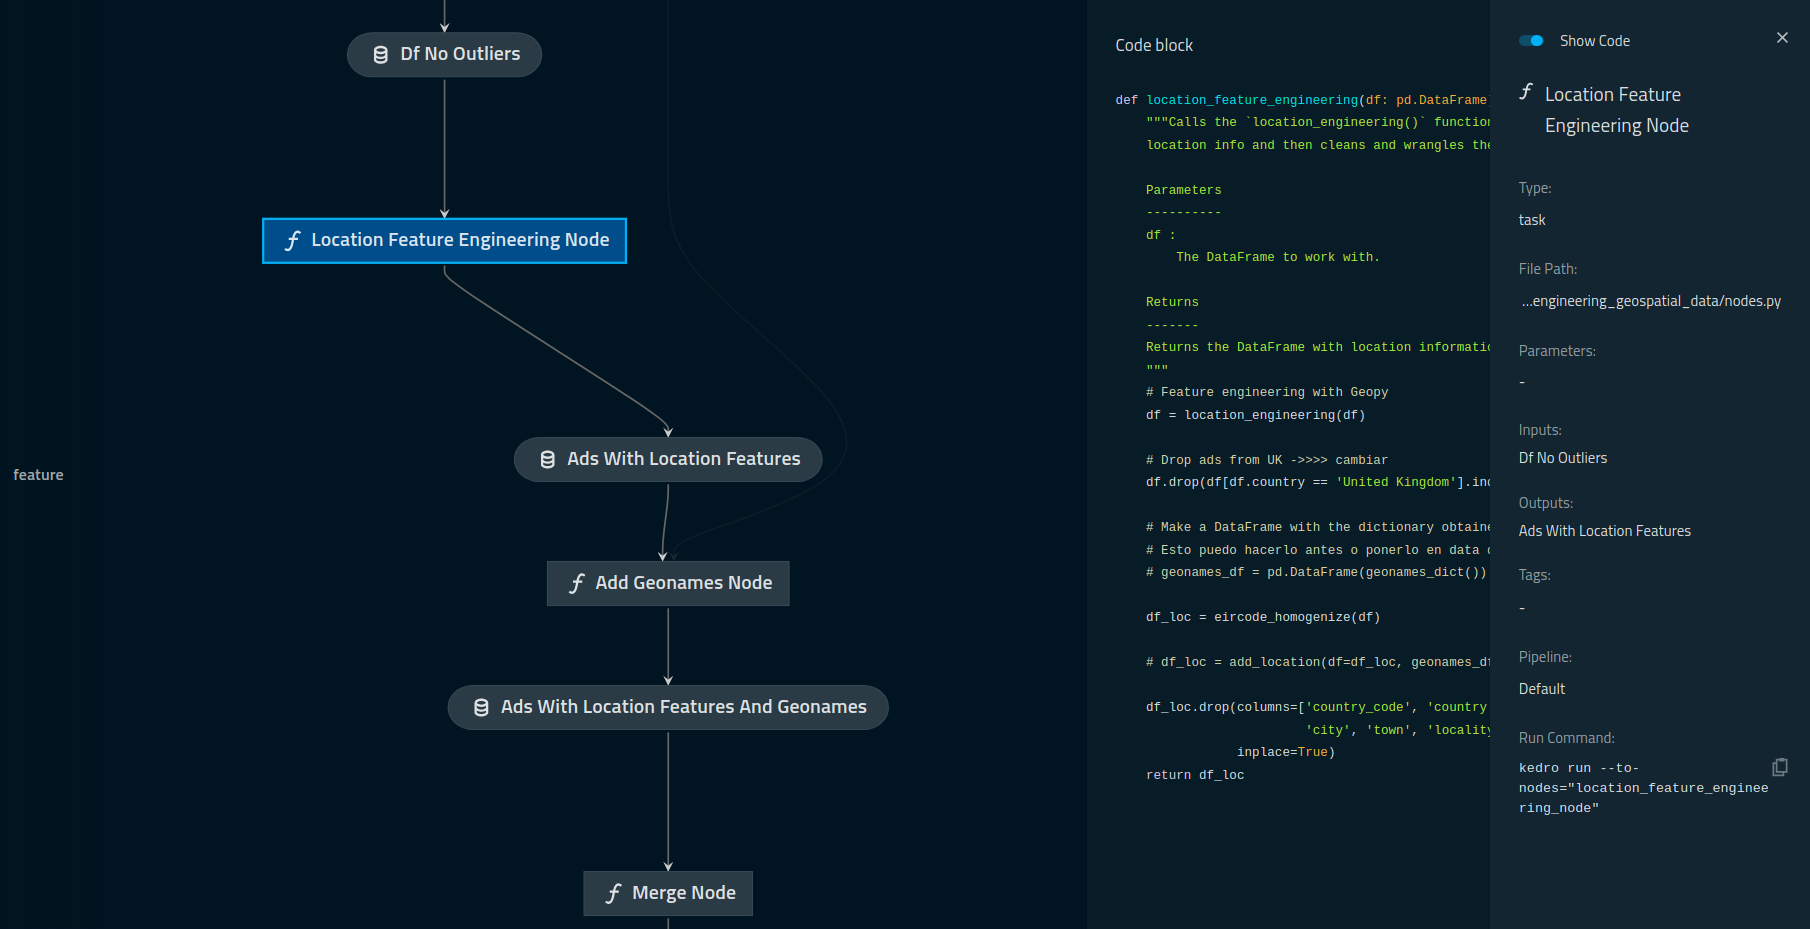 Df No Outliers
Location Feature Engineering Node
Ads With Location Features
feature
Add Geonames Node
Ads With Location Features And Geonames
Merge Node
Code block
def location_feature_engineering(df: pd.DataFrame
"""Calls the `location_engineering()` function
location info and then cleans and wrangles the
Parameters
----------
df :
The DataFrame to work with.
Returns
-------
Returns the DataFrame with location informatio
"""
# Feature engineering with Geopy
df = location_engineering(df)
# Drop ads from UK ->>>> cambiar
df.drop(df[df.country == 'United Kingdom'].ind
# Make a DataFrame with the dictionary obtaine
# Esto puedo hacerlo antes o ponerlo en data
# geonames_df = pd.DataFrame(geonames_dict())
df_loc = eircode_homogenize(df)
# df_loc = add_location(df=df_loc, geonames_df
df_loc.drop(columns=['country_code', 'country
'city', 'town', 'locality
inplace=True)
return df_loc
Show Code
Location Feature
Engineering Node
Type:
task
File Path:
...engineering_geospatial_data/nodes.py
Parameters:
-
Inputs:
Df No Outliers
Outputs:
Ads With Location Features
Tags:
-
Pipeline:
Default
Run Command:
kedro run --to-
nodes="location_feature_enginee
ring_node"